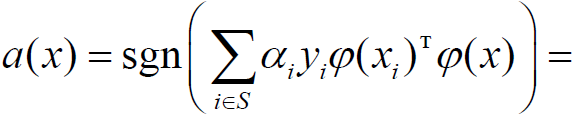 a(x) = sgn( ∑_{i∈S} α_i y_i φ(x_i)^т φ(x) ) =